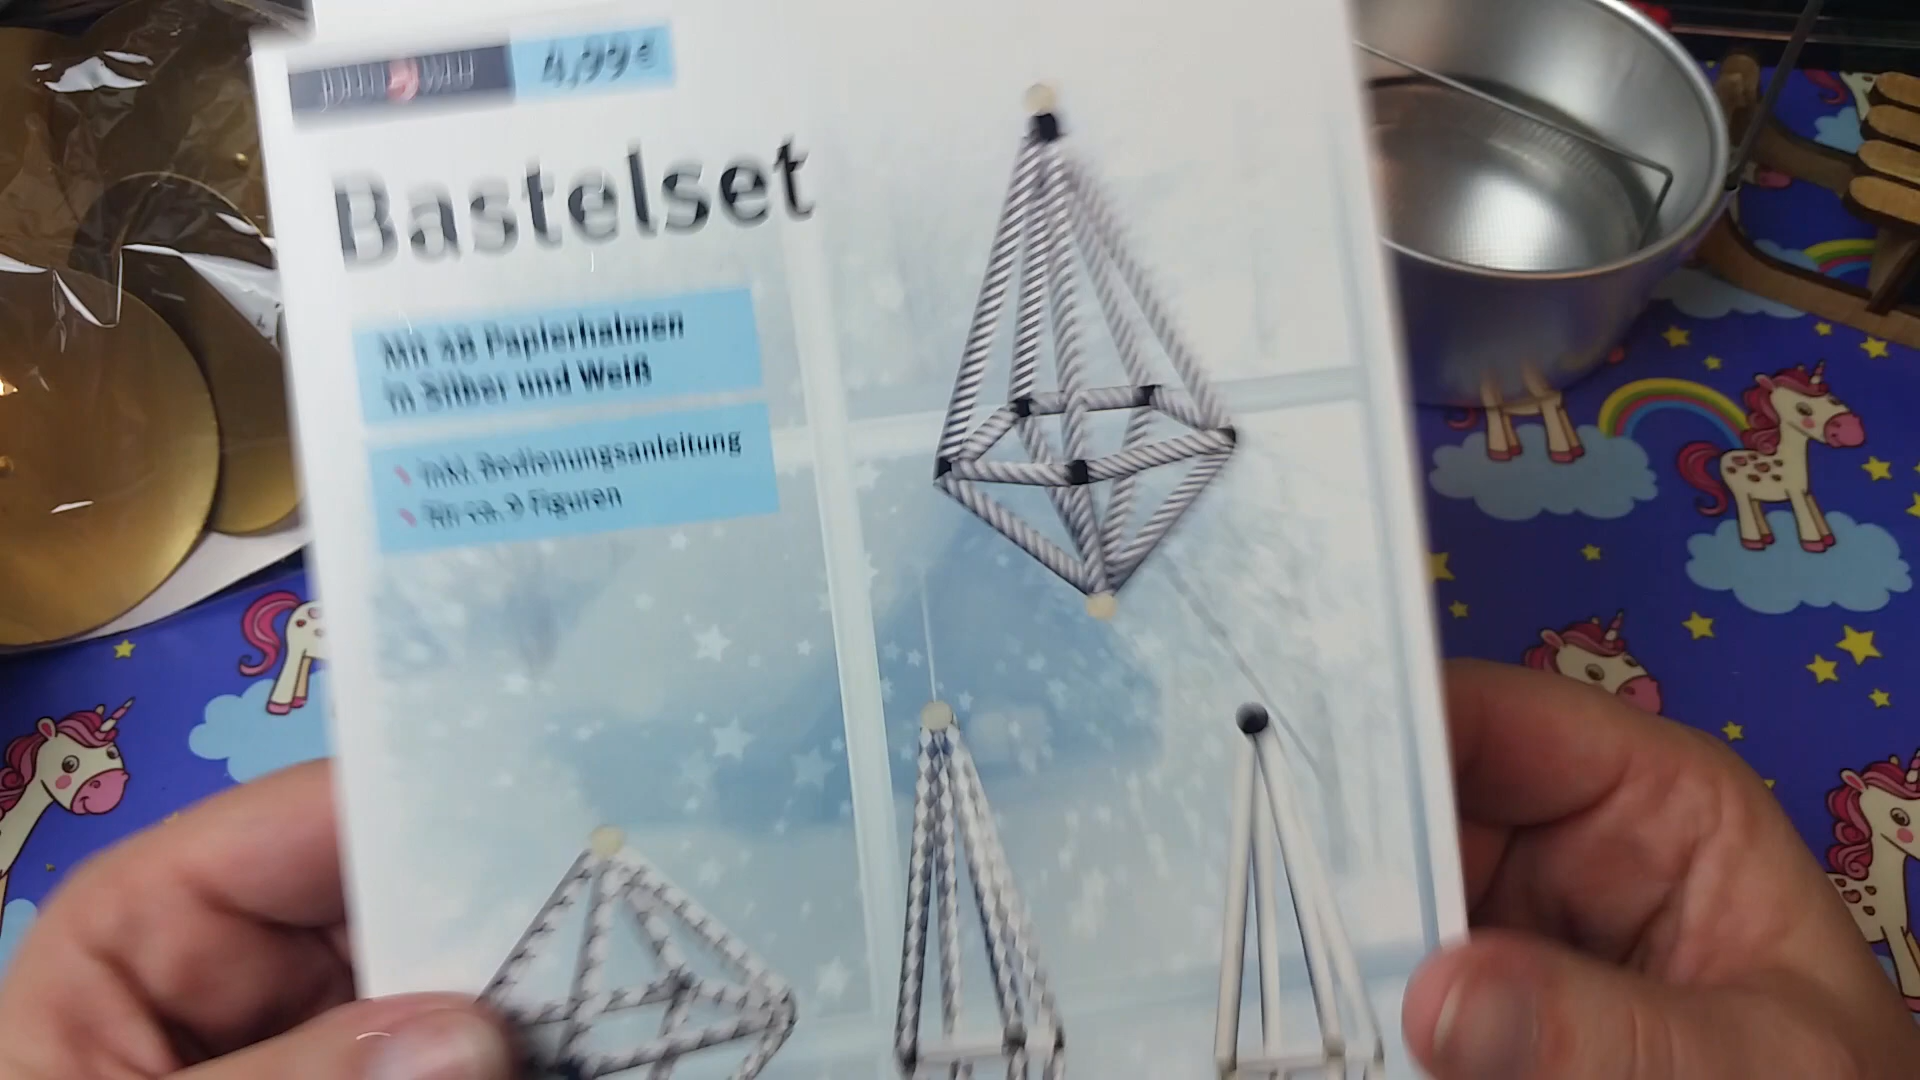 4,99 €
Bastelset
Mit 48 Papierhalmen
in Silber und Weiß
inkl. Bedienungsanleitung
für ca. 9 Figuren